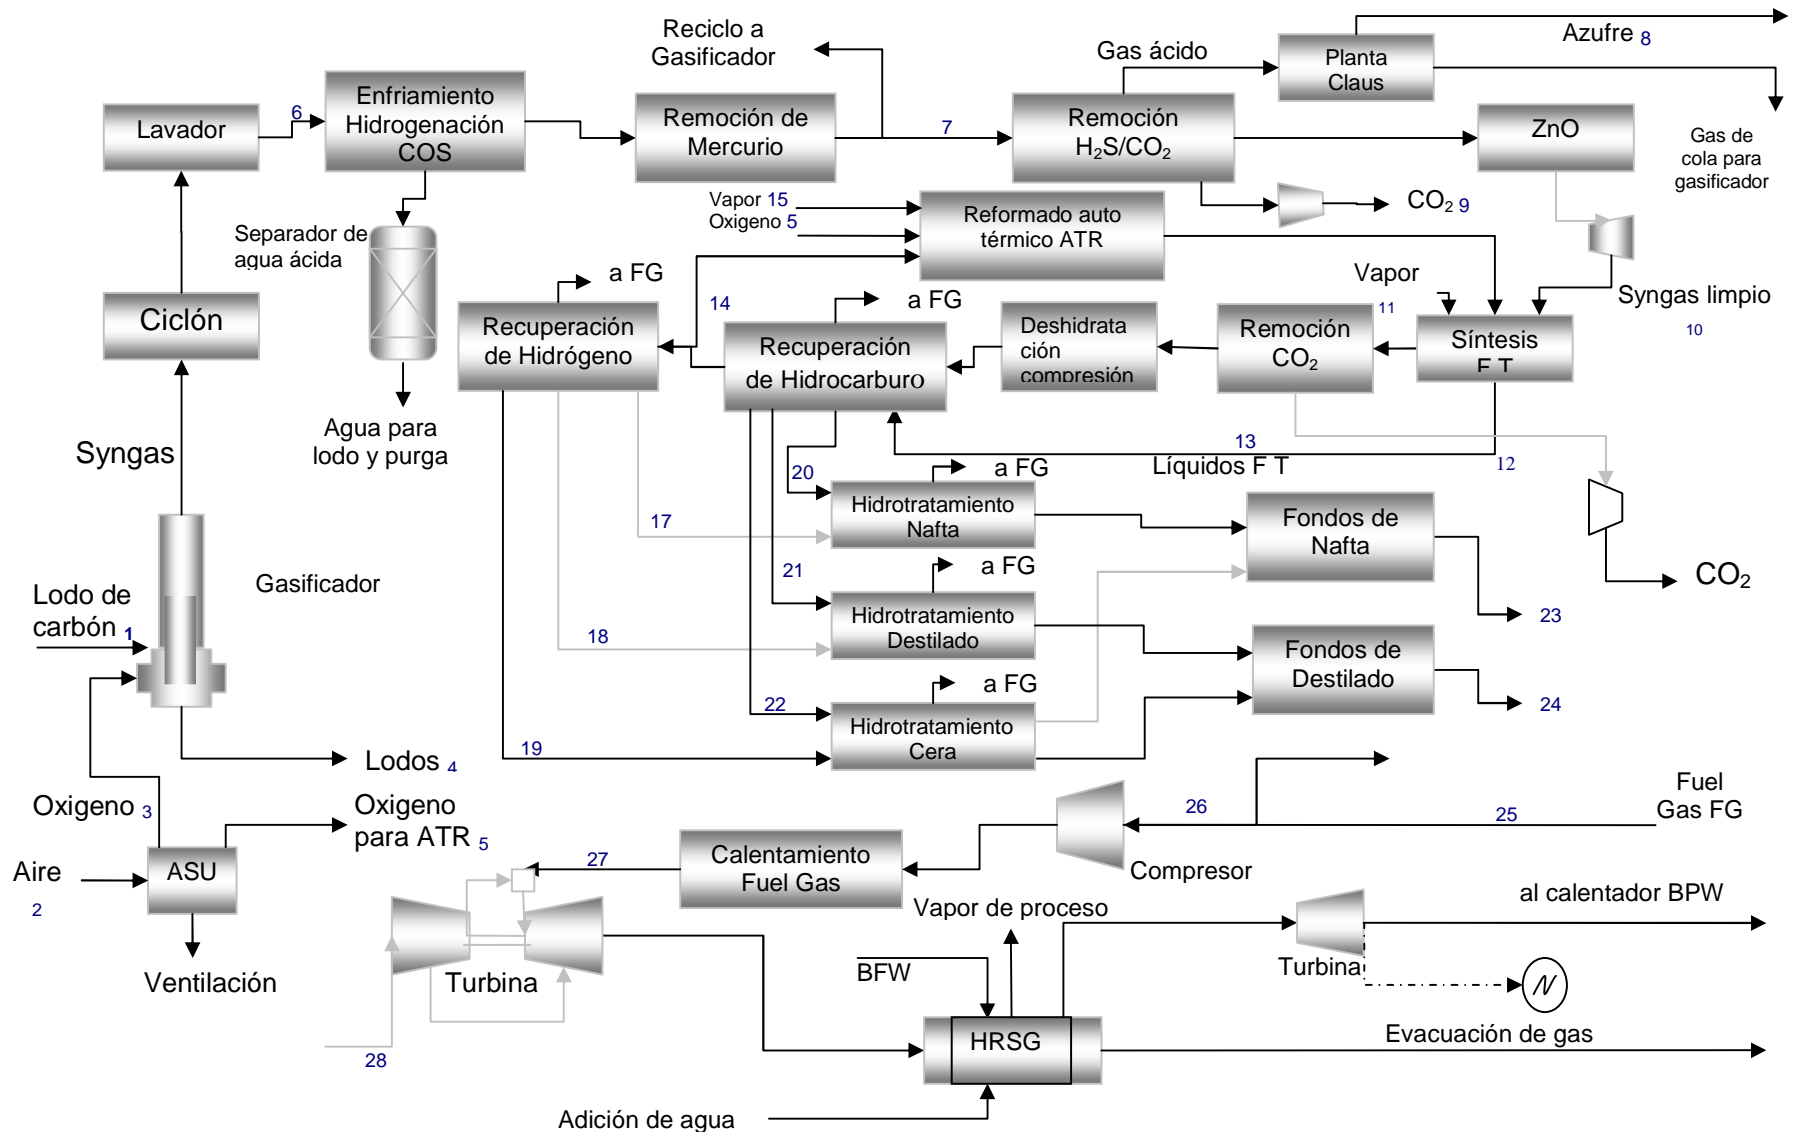 Reciclo a
Gasificador
Gas ácido
Azufre 8
Planta
Claus
Lavador
6
Enfriamiento
Hidrogenación
COS
Remoción de
Mercurio
7
Remoción
H₂S/CO₂
ZnO
Gas de
cola para
gasificador
Vapor 15
Oxigeno 5
Reformado auto
térmico ATR
CO₂ 9
Separador de
agua ácida
Ciclón
a FG
14
a FG
Vapor
Syngas limpio
10
Recuperación
de Hidrógeno
Recuperación
de Hidrocarburo
Deshidrata
ción
compresión
Remoción
CO₂
11
Síntesis
F T
Agua para
lodo y purga
Syngas
13
Líquidos F T
12
20
a FG
Hidrotratamiento
Nafta
17
Fondos de
Nafta
CO₂
Gasificador
21
a FG
Lodo de
carbón 1
Hidrotratamiento
Destilado
18
23
Fondos de
Destilado
a FG
22
Hidrotratamiento
Cera
24
19
Lodos 4
Oxigeno 3
Oxigeno
para ATR 5
Fuel
Gas FG
26
25
Compresor
Aire
2
ASU
27
Calentamiento
Fuel Gas
Vapor de proceso
al calentador BPW
Ventilación
Turbina
BFW
Turbina
N
HRSG
Evacuación de gas
28
Adición de agua